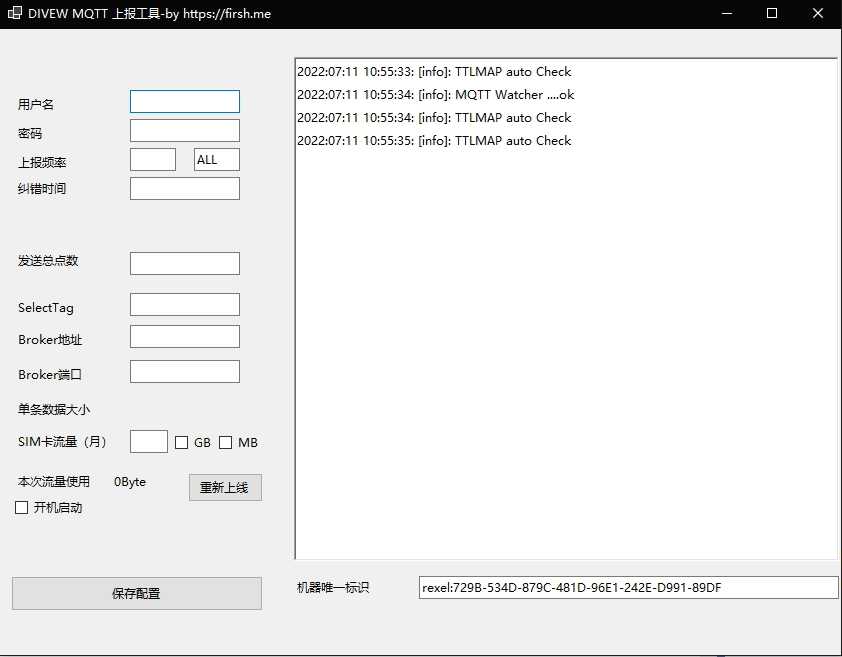 DIVEW MQTT 上报工具-by https://firsh.me
用户名
密码
上报频率 ALL
纠错时间
发送总点数
SelectTag
Broker地址
Broker端口
单条数据大小
SIM卡流量（月） GB MB
本次流量使用 0Byte 重新上线
开机启动
保存配置
2022:07:11 10:55:33: [info]: TTLMAP auto Check
2022:07:11 10:55:34: [info]: MQTT Watcher ....ok
2022:07:11 10:55:34: [info]: TTLMAP auto Check
2022:07:11 10:55:35: [info]: TTLMAP auto Check
机器唯一标识 rexel:729B-534D-879C-481D-96E1-242E-D991-89DF